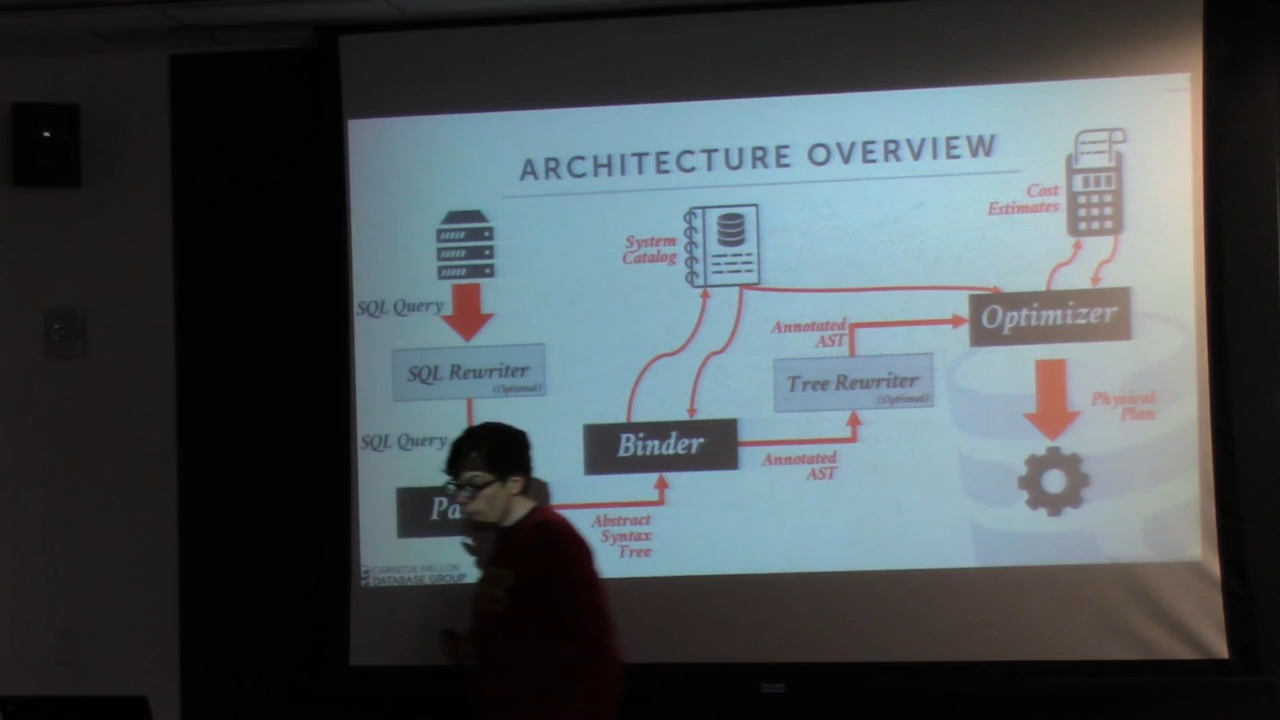 ARCHITECTURE OVERVIEW
Cost
Estimates
System
Catalog
SQL Query
SQL Rewriter
(Optional)
SQL Query
Pa
Abstract
Syntax
Tree
Binder
Annotated
AST
Tree Rewriter
(Optional)
Annotated
AST
Optimizer
Physical
Plan
CARNEGIE MELLON
DATABASE GROUP